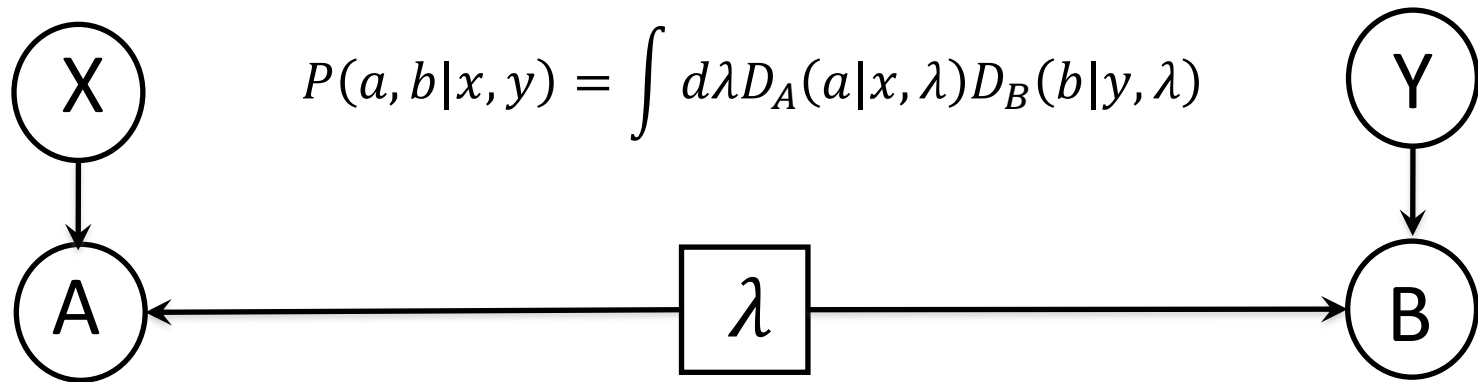 X
P(a, b|x, y) = ∫ dλD_A(a|x, λ)D_B(b|y, λ)
Y
A
λ
B